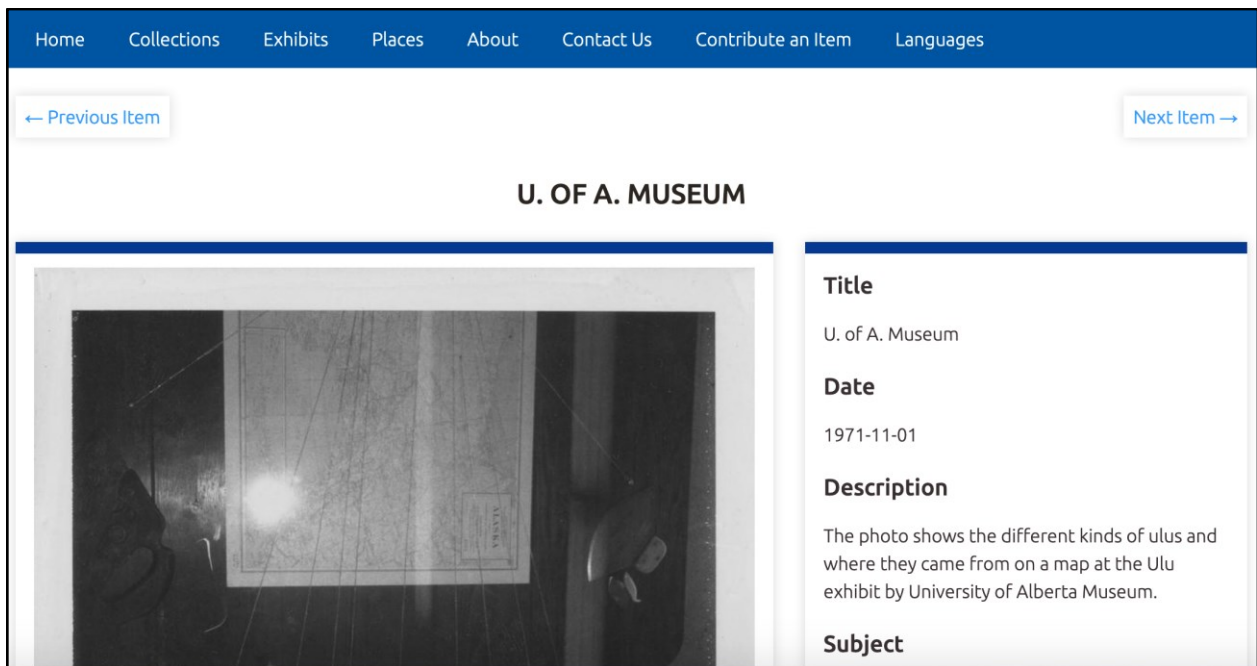 Home Collections Exhibits Places About Contact Us Contribute an Item Languages
← Previous Item
Next Item →
U. OF A. MUSEUM
ALASKA
Title
U. of A. Museum
Date
1971-11-01
Description
The photo shows the different kinds of ulus and
where they came from on a map at the Ulu
exhibit by University of Alberta Museum.
Subject